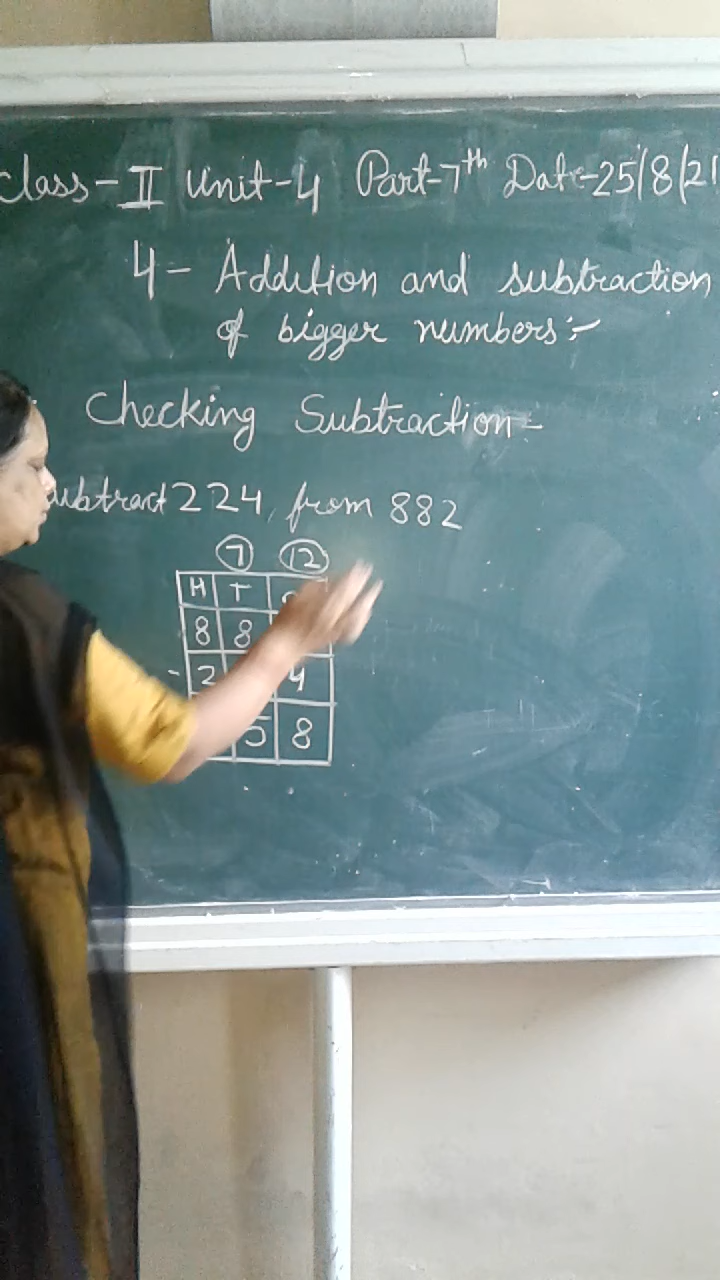 Class-II Unit-4 Part-7th Date-25/8/21
4- Addition and subtraction
of bigger numbers:-
Checking Subtraction-
ubtract 224, from 882
7 12
H T
8 8
- 2 4
5 8